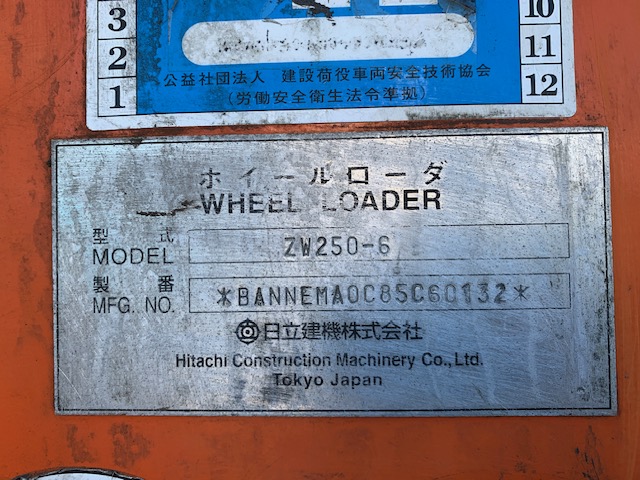 3
2
1
10
11
12
公益社団法人 建設荷役車両安全技術協会
(労働安全衛生法令準拠)
ホイールローダ
WHEEL LOADER
型式
MODEL ZW250-6
製番
MFG. NO. *BANNEMA0C85C60132*
日立建機株式会社
Hitachi Construction Machinery Co., Ltd.
Tokyo Japan